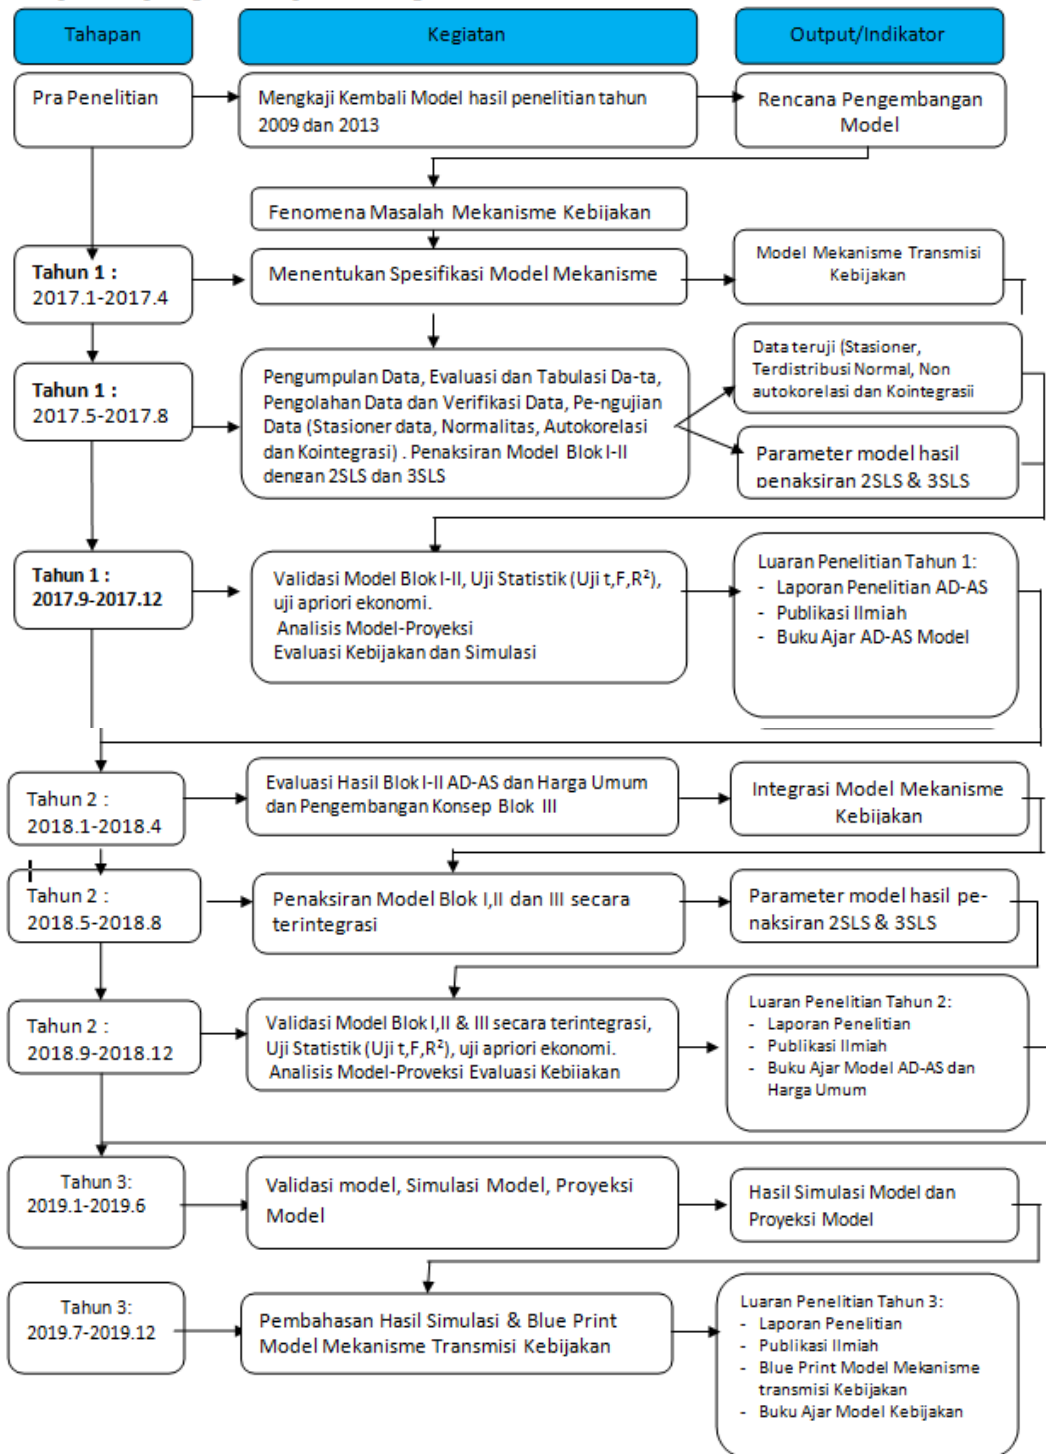 Tahapan
Kegiatan
Output/Indikator
Pra Penelitian
Mengkaji Kembali Model hasil penelitian tahun
2009 dan 2013
Rencana Pengembangan
Model
Fenomena Masalah Mekanisme Kebijakan
Tahun 1 :
2017.1-2017.4
Menentukan Spesifikasi Model Mekanisme
Model Mekanisme Transmisi
Kebijakan
Tahun 1 :
2017.5-2017.8
Pengumpulan Data, Evaluasi dan Tabulasi Da-ta,
Pengolahan Data dan Verifikasi Data, Pe-ngujian
Data (Stasioner data, Normalitas, Autokorelasi
dan Kointegrasi) . Penaksiran Model Blok I-II
dengan 2SLS dan 3SLS
Data teruji (Stasioner,
Terdistribusi Normal, Non
autokorelasi dan Kointegrasii
Parameter model hasil
penaksiran 2SLS & 3SLS
Tahun 1 :
2017.9-2017.12
Validasi Model Blok I-II, Uji Statistik (Uji t,F,R²),
uji apriori ekonomi.
Analisis Model-Proyeksi
Evaluasi Kebijakan dan Simulasi
Luaran Penelitian Tahun 1:
- Laporan Penelitian AD-AS
- Publikasi Ilmiah
- Buku Ajar AD-AS Model
Tahun 2 :
2018.1-2018.4
Evaluasi Hasil Blok I-II AD-AS dan Harga Umum
dan Pengembangan Konsep Blok III
Integrasi Model Mekanisme
Kebijakan
Tahun 2 :
2018.5-2018.8
Penaksiran Model Blok I,II dan III secara
terintegrasi
Parameter model hasil pe-
naksiran 2SLS & 3SLS
Tahun 2 :
2018.9-2018.12
Validasi Model Blok I,II & III secara terintegrasi,
Uji Statistik (Uji t,F,R²), uji apriori ekonomi.
Analisis Model-Proyeksi Evaluasi Kebijakan
Luaran Penelitian Tahun 2:
- Laporan Penelitian
- Publikasi Ilmiah
- Buku Ajar Model AD-AS dan
Harga Umum
Tahun 3:
2019.1-2019.6
Validasi model, Simulasi Model, Proyeksi
Model
Hasil Simulasi Model dan
Proyeksi Model
Tahun 3:
2019.7-2019.12
Pembahasan Hasil Simulasi & Blue Print
Model Mekanisme Transmisi Kebijakan
Luaran Penelitian Tahun 3:
- Laporan Penelitian
- Publikasi Ilmiah
- Blue Print Model Mekanisme
transmisi Kebijakan
- Buku Ajar Model Kebijakan